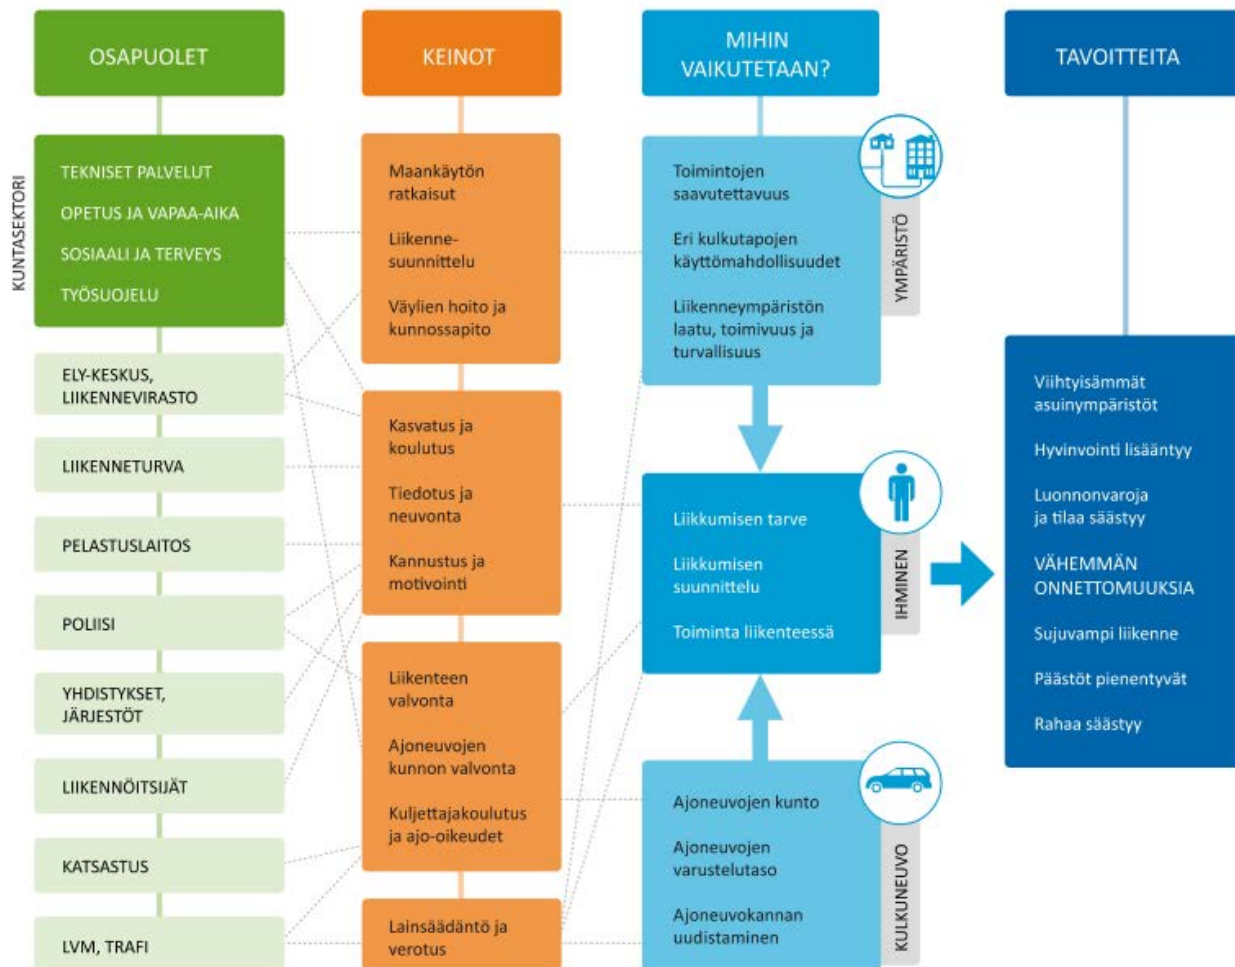 OSAPUOLET
KUNTASEKTORI
TEKNISET PALVELUT
OPETUS JA VAPAA-AIKA
SOSIAALI JA TERVEYS
TYÖSUOJELU
ELY-KESKUS,
LIIKENNEVIRASTO
LIIKENNETURVA
PELASTUSLAITOS
POLIISI
YHDISTYKSET,
JÄRJESTÖT
LIIKENNÖITSIJÄT
KATSASTUS
LVM, TRAFI
KEINOT
Maankäytön
ratkaisut
Liikenne-
suunnittelu
Väylien hoito ja
kunnossapito
Kasvatus ja
koulutus
Tiedotus ja
neuvonta
Kannustus ja
motivointi
Liikenteen
valvonta
Ajoneuvojen
kunnon valvonta
Kuljettajakoulutus
ja ajo-oikeudet
Lainsäädäntö ja
verotus
MIHIN
VAIKUTETAAN?
Toimintojen
saavutettavuus
Eri kulkutapojen
käyttömahdollisuudet
Liikenneympäristön
laatu, toimivuus ja
turvallisuus
YMPÄRISTÖ
Liikkumisen tarve
Liikkumisen
suunnittelu
Toiminta liikenteessä
IHMINEN
Ajoneuvojen kunto
Ajoneuvojen
varustelutaso
Ajoneuvokannan
uudistaminen
KULKUNEUVO
TAVOITTEITA
Viihtyisämmät
asuinympäristöt
Hyvinvointi lisääntyy
Luonnonvaroja
ja tilaa säästyy
VÄHEMMÄN
ONNETTOMUUKSIA
Sujuvampi liikenne
Päästöt pienentyvät
Rahaa säästyy